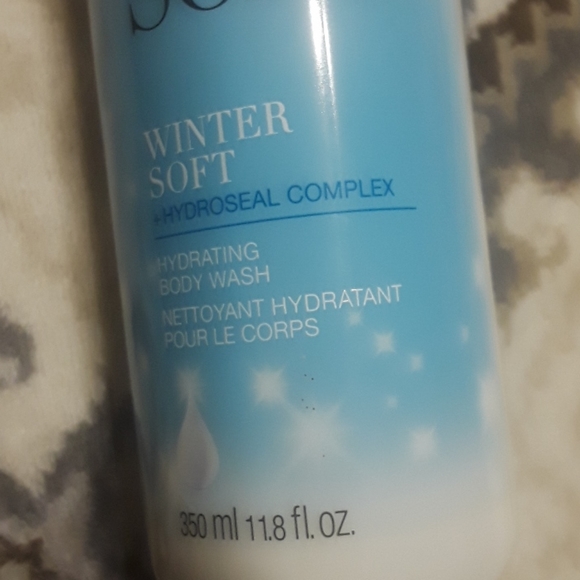 WINTER
SOFT
+ HYDROSEAL COMPLEX
HYDRATING
BODY WASH
NETTOYANT HYDRATANT
POUR LE CORPS
350 ml 11.8 fl. oz.